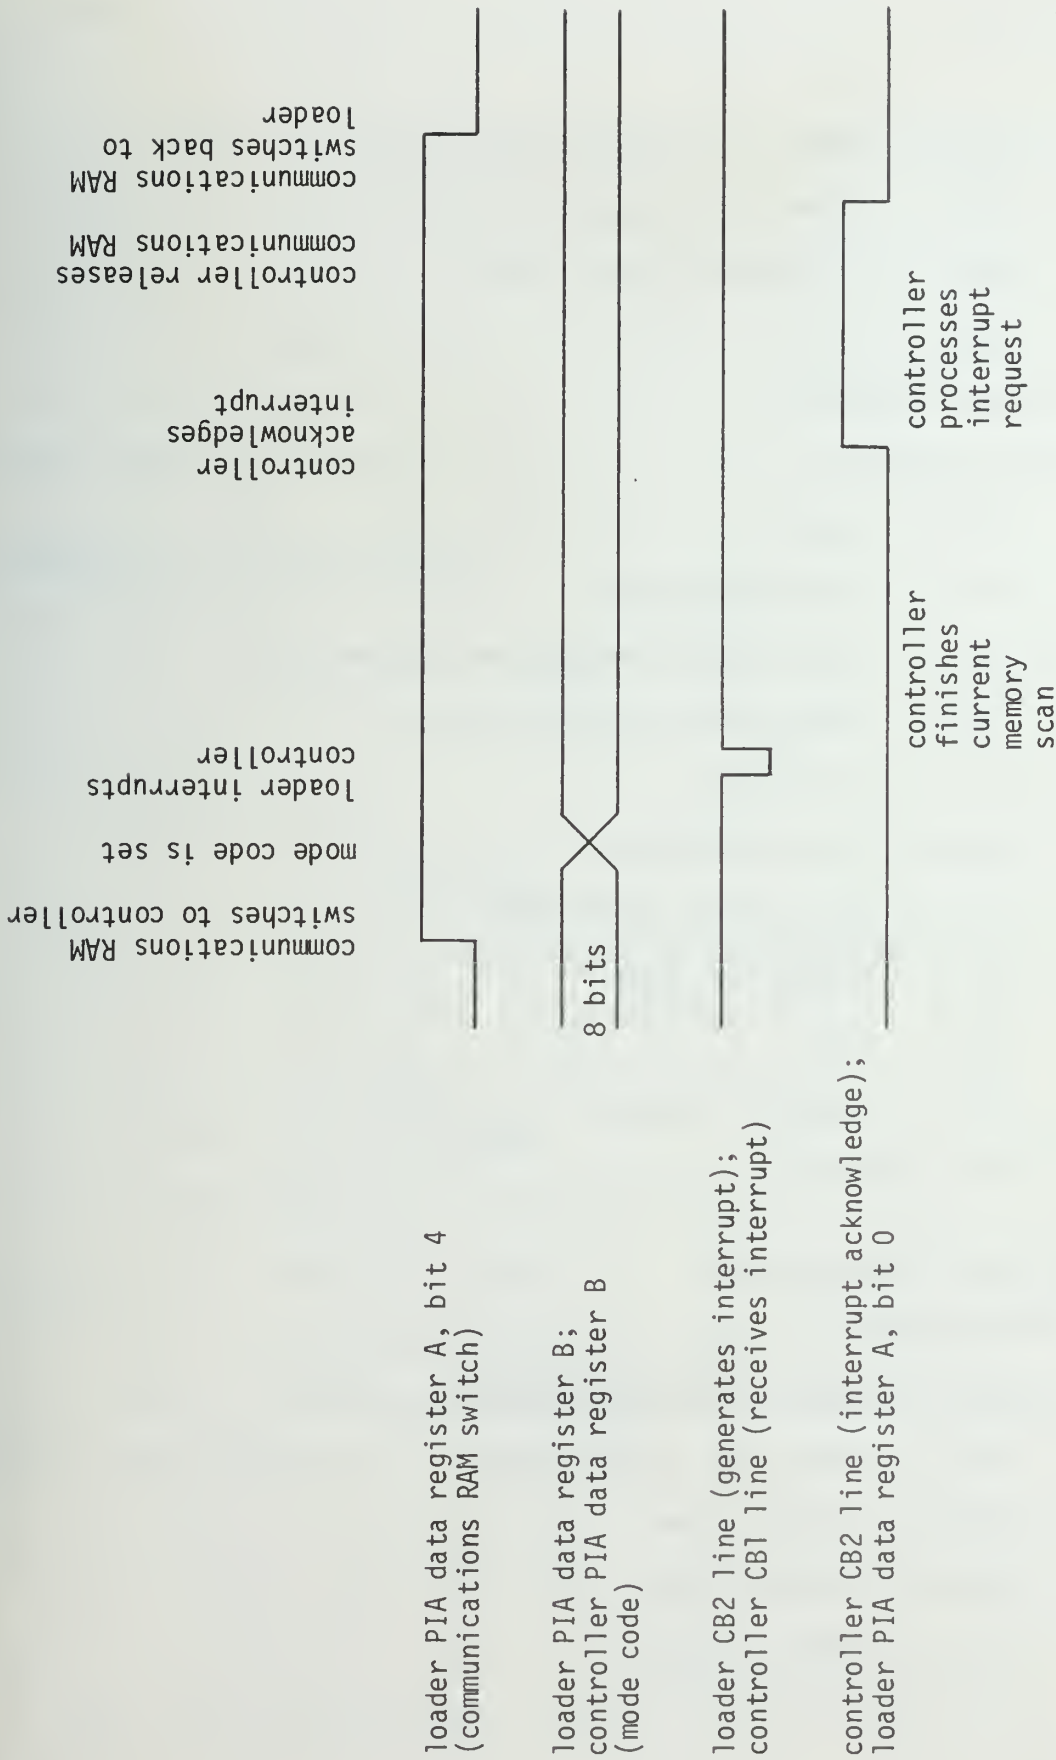 communications RAM
switches to controller
mode code is set
loader interrupts
controller
controller
acknowledges
interrupt
controller releases
communications RAM
communications RAM
switches back to
loader
loader PIA data register A, bit 4
(communications RAM switch)
loader PIA data register B;
controller PIA data register B
(mode code)
8 bits
loader CB2 line (generates interrupt);
controller CB1 line (receives interrupt)
controller CB2 line (interrupt acknowledge);
loader PIA data register A, bit 0
controller
finishes
current
memory
scan
controller
processes
interrupt
request